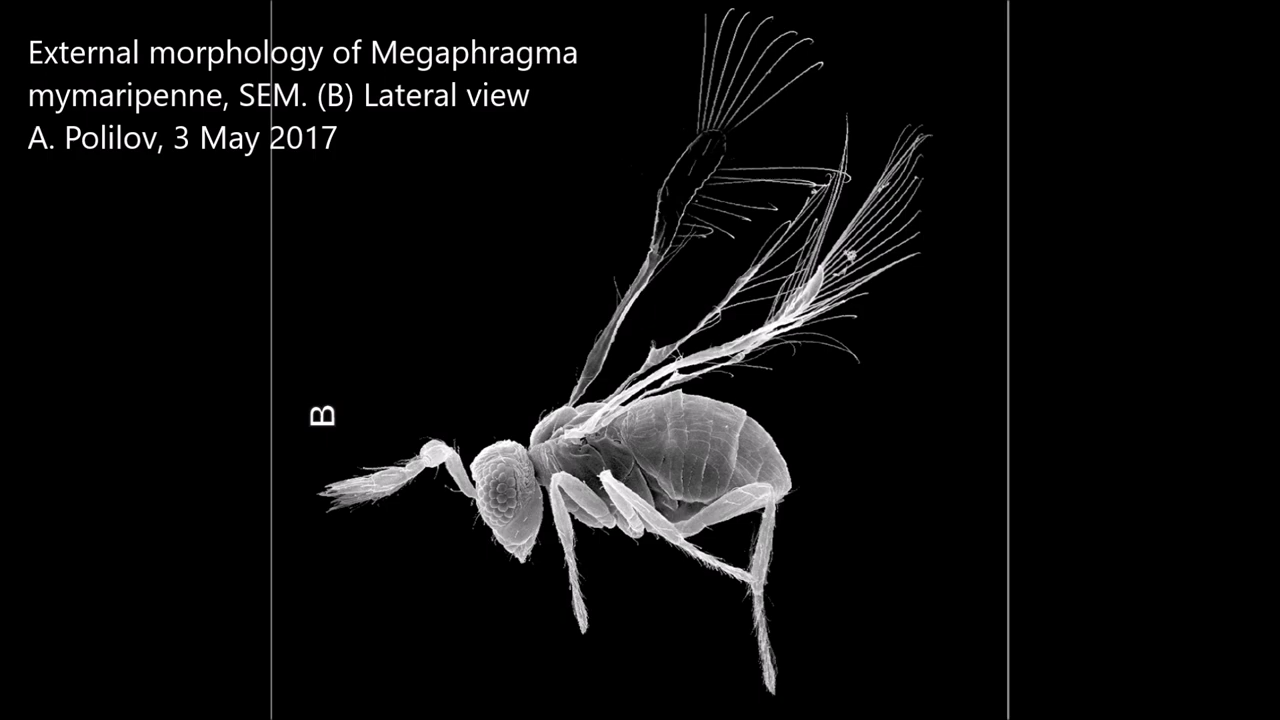 External morphology of Megaphragma
mymaripenne, SEM. (B) Lateral view
A. Polilov, 3 May 2017
B